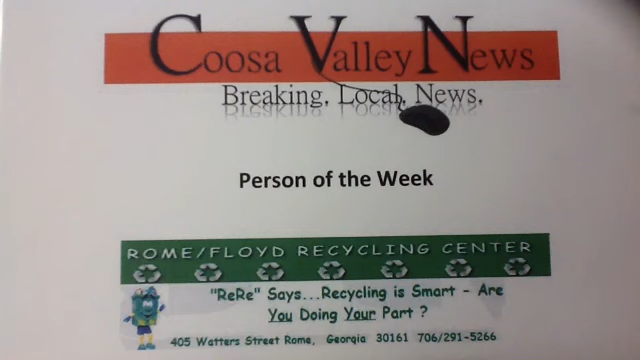 Coosa Valley News
Breaking. Local. News.
Person of the Week
ROME/FLOYD RECYCLING CENTER
"ReRe" Says...Recycling is Smart - Are
You Doing Your Part ?
405 Watters Street Rome, Georgia 30161 706/291-5266